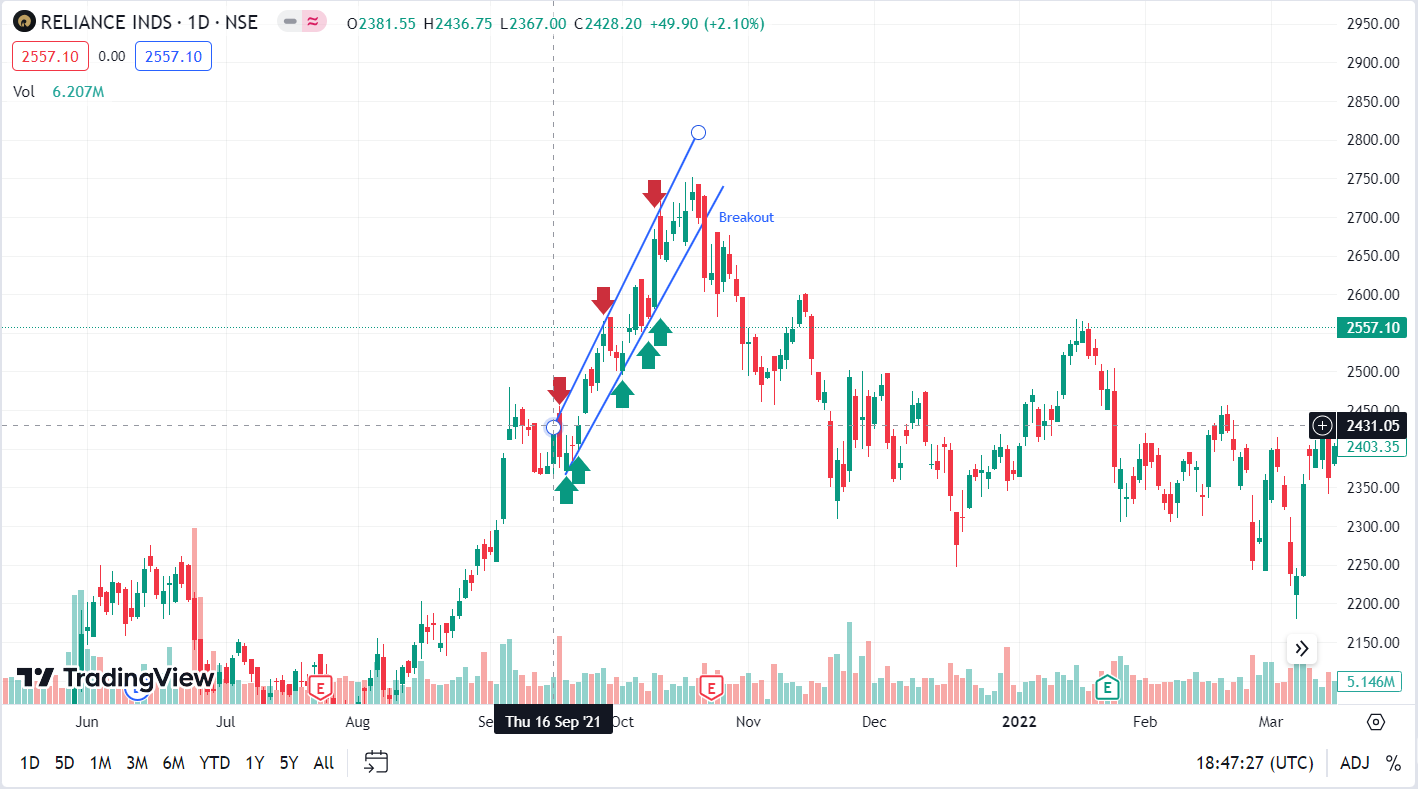 RELIANCE INDS · 1D · NSE O2381.55 H2436.75 L2367.00 C2428.20 +49.90 (+2.10%)
2557.10 0.00 2557.10
Vol 6.207M
2950.00
2900.00
2850.00
2800.00
2750.00
2700.00
2650.00
2600.00
2557.10
2500.00
2450.00
2431.05
2403.35
2350.00
2300.00
2250.00
2200.00
2150.00
5.146M
Breakout
TradingView
E
E
E
Jun Jul Aug Se Thu 16 Sep '21 Oct Nov Dec 2022 Feb Mar
1D 5D 1M 3M 6M YTD 1Y 5Y All 18:47:27 (UTC) ADJ %